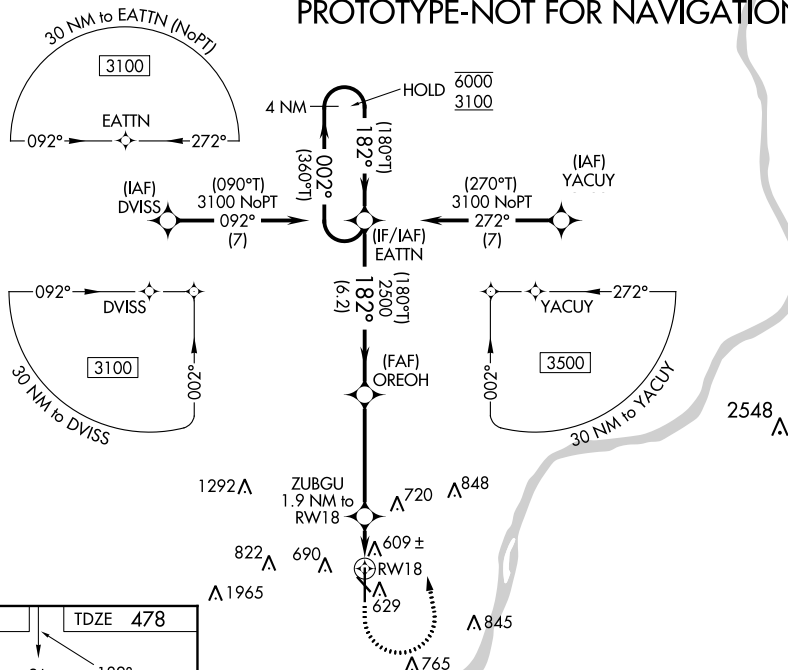 PROTOTYPE-NOT FOR NAVIGATION
30 NM to EATTN (NoPT)
3100
EATTN
092°
272°
4 NM
HOLD
6000
3100
002°
(360°T)
182°
(180°T)
(IAF)
DVISS
(090°T)
3100 NoPT
092°
(7)
(IF/IAF)
EATTN
(270°T)
3100 NoPT
272°
(7)
(IAF)
YACUY
182°
(6.2)
2500
(180°T)
092°
DVISS
002°
3100
30 NM to DVISS
YACUY
272°
002°
3500
30 NM to YACUY
(FAF)
OREOH
2548
1292
ZUBGU
1.9 NM to
RW18
720
848
822
690
609 ±
RW18
1965
629
845
765
TDZE 478